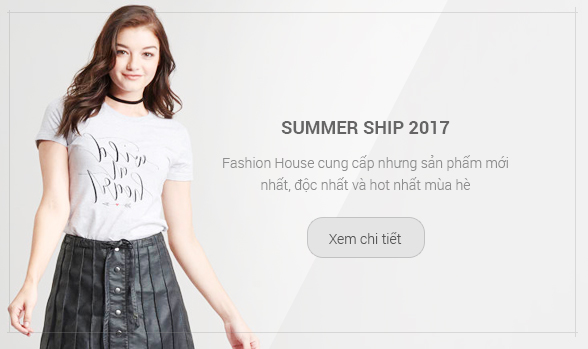 SUMMER SHIP 2017
Fashion House cung cấp nhưng sản phẩm mới
nhất, độc nhất và hot nhất mùa hè
Xem chi tiết